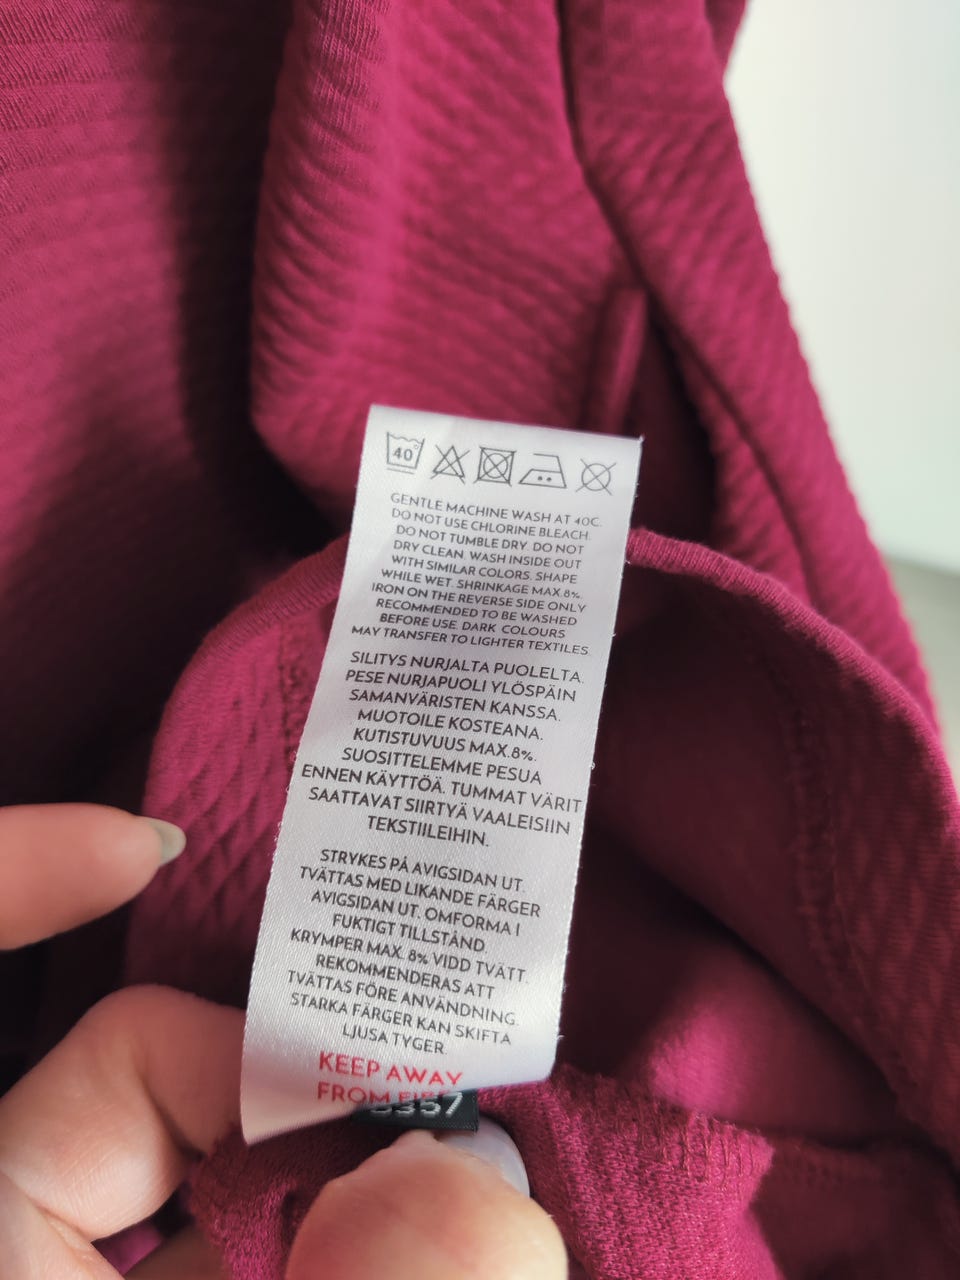 40°
GENTLE MACHINE WASH AT 40C.
DO NOT USE CHLORINE BLEACH.
DO NOT TUMBLE DRY. DO NOT
DRY CLEAN. WASH INSIDE OUT
WITH SIMILAR COLORS. SHAPE
WHILE WET. SHRINKAGE MAX.8%.
IRON ON THE REVERSE SIDE ONLY
RECOMMENDED TO BE WASHED
BEFORE USE. DARK COLOURS
MAY TRANSFER TO LIGHTER TEXTILES.
SILITYS NURJALTA PUOLELTA.
PESE NURJAPUOLI YLÖSPÄIN
SAMANVÄRISTEN KANSSA.
MUOTOILE KOSTEANA.
KUTISTUVUUS MAX.8%.
SUOSITTELEMME PESUA
ENNEN KÄYTTÖÄ. TUMMAT VÄRIT
SAATTAVAT SIIRTYÄ VAALEISIIN
TEKSTIILEIHIN.
STRYKES PÅ AVIGSIDAN UT.
TVÄTTAS MED LIKANDE FÄRGER
AVIGSIDAN UT. OMFORMA I
FUKTIGT TILLSTÅND
KRYMPER MAX. 8% VIDD TVÄTT.
REKOMMENDERAS ATT
TVÄTTAS FÖRE ANVÄNDNING.
STARKA FÄRGER KAN SKIFTA
LJUSA TYGER.
KEEP AWAY
FROM